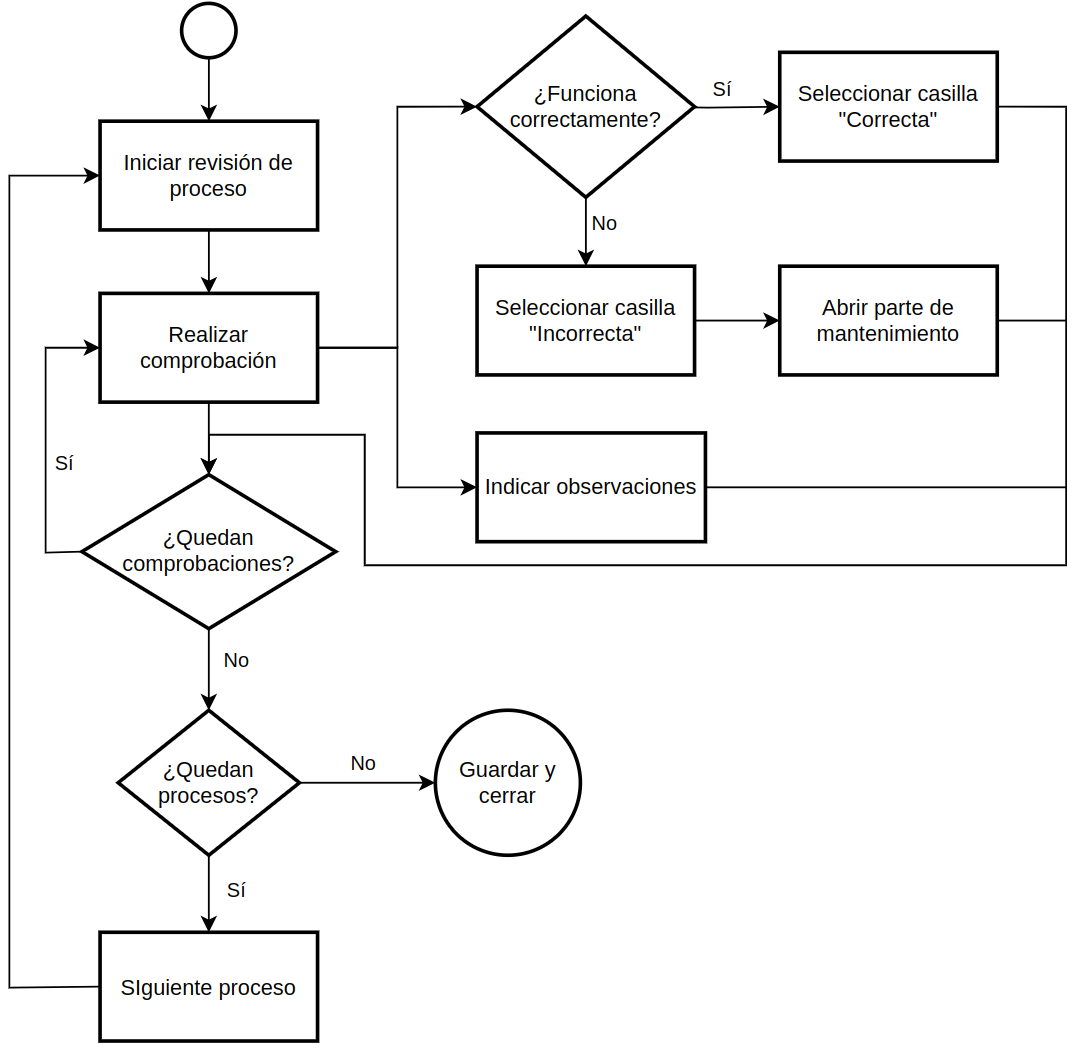 ¿Funciona
correctamente?
Sí
Seleccionar casilla
"Correcta"
Iniciar revisión de
proceso
No
Seleccionar casilla
"Incorrecta"
Abrir parte de
mantenimiento
Realizar
comprobación
Sí
Indicar observaciones
¿Quedan
comprobaciones?
No
¿Quedan
procesos?
No
Guardar y
cerrar
Sí
SIguiente proceso